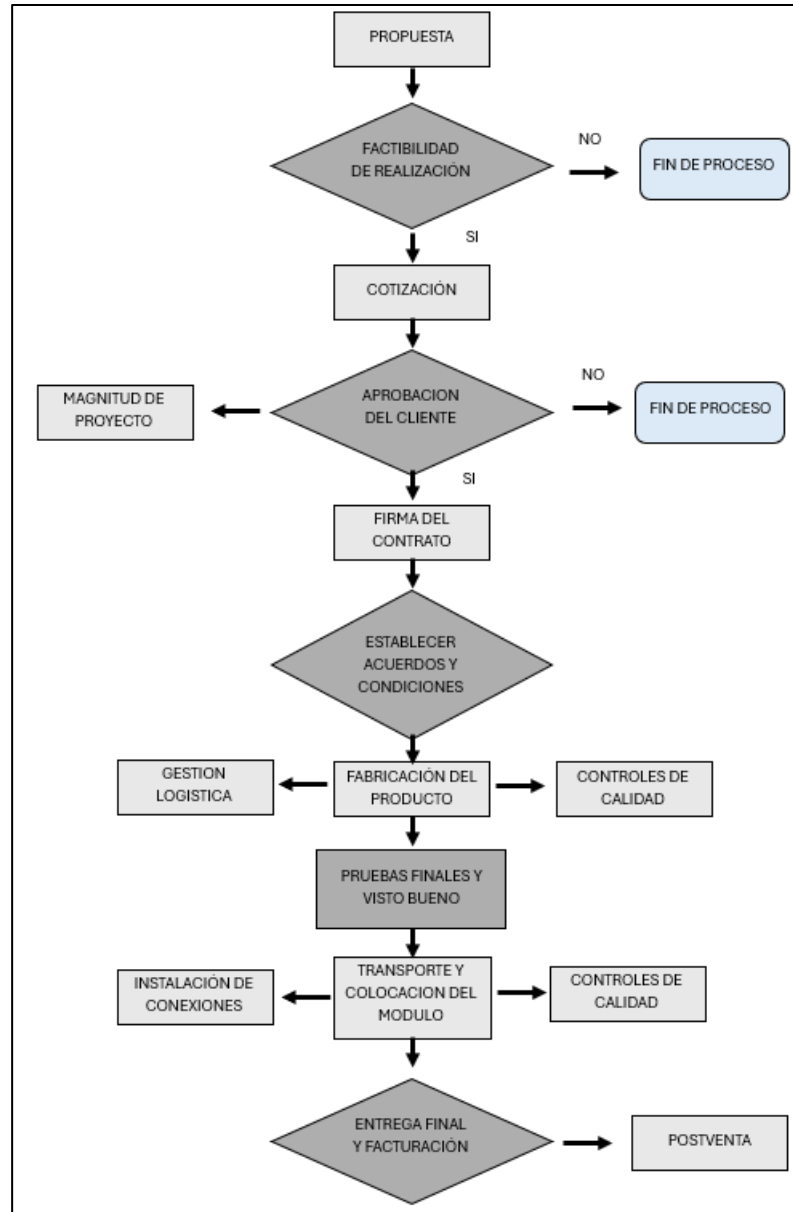 PROPUESTA
FACTIBILIDAD
DE REALIZACIÓN
NO
FIN DE PROCESO
SI
COTIZACIÓN
APROBACION
DEL CLIENTE
NO
FIN DE PROCESO
MAGNITUD DE
PROYECTO
SI
FIRMA DEL
CONTRATO
ESTABLECER
ACUERDOS Y
CONDICIONES
GESTION
LOGISTICA
FABRICACIÓN DEL
PRODUCTO
CONTROLES DE
CALIDAD
PRUEBAS FINALES Y
VISTO BUENO
INSTALACIÓN DE
CONEXIONES
TRANSPORTE Y
COLOCACION DEL
MODULO
CONTROLES DE
CALIDAD
ENTREGA FINAL
Y FACTURACIÓN
POSTVENTA